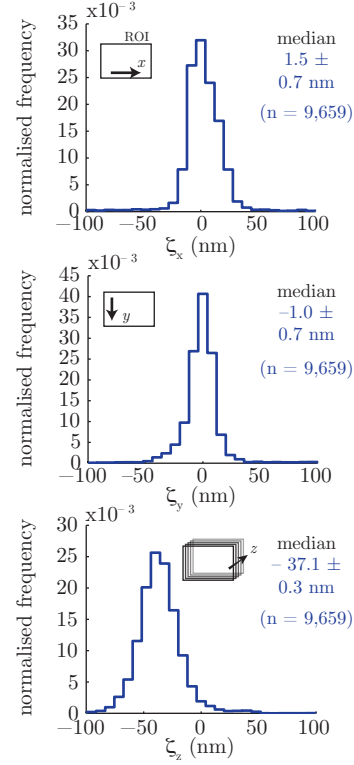 x10⁻³
35
30
25
20
15
10
5
0
normalised frequency
ROI
x
median
1.5 ±
0.7 nm
(n = 9,659)
−100 −50 0 50 100
ζx (nm)
x10⁻³
45
40
35
30
25
20
15
10
5
0
normalised frequency
y
median
–1.0 ±
0.7 nm
(n = 9,659)
−100 −50 0 50 100
ζy (nm)
x10⁻³
30
25
20
15
10
5
0
normalised frequency
z
median
– 37.1 ±
0.3 nm
(n = 9,659)
−100 −50 0 50 100
ζz (nm)